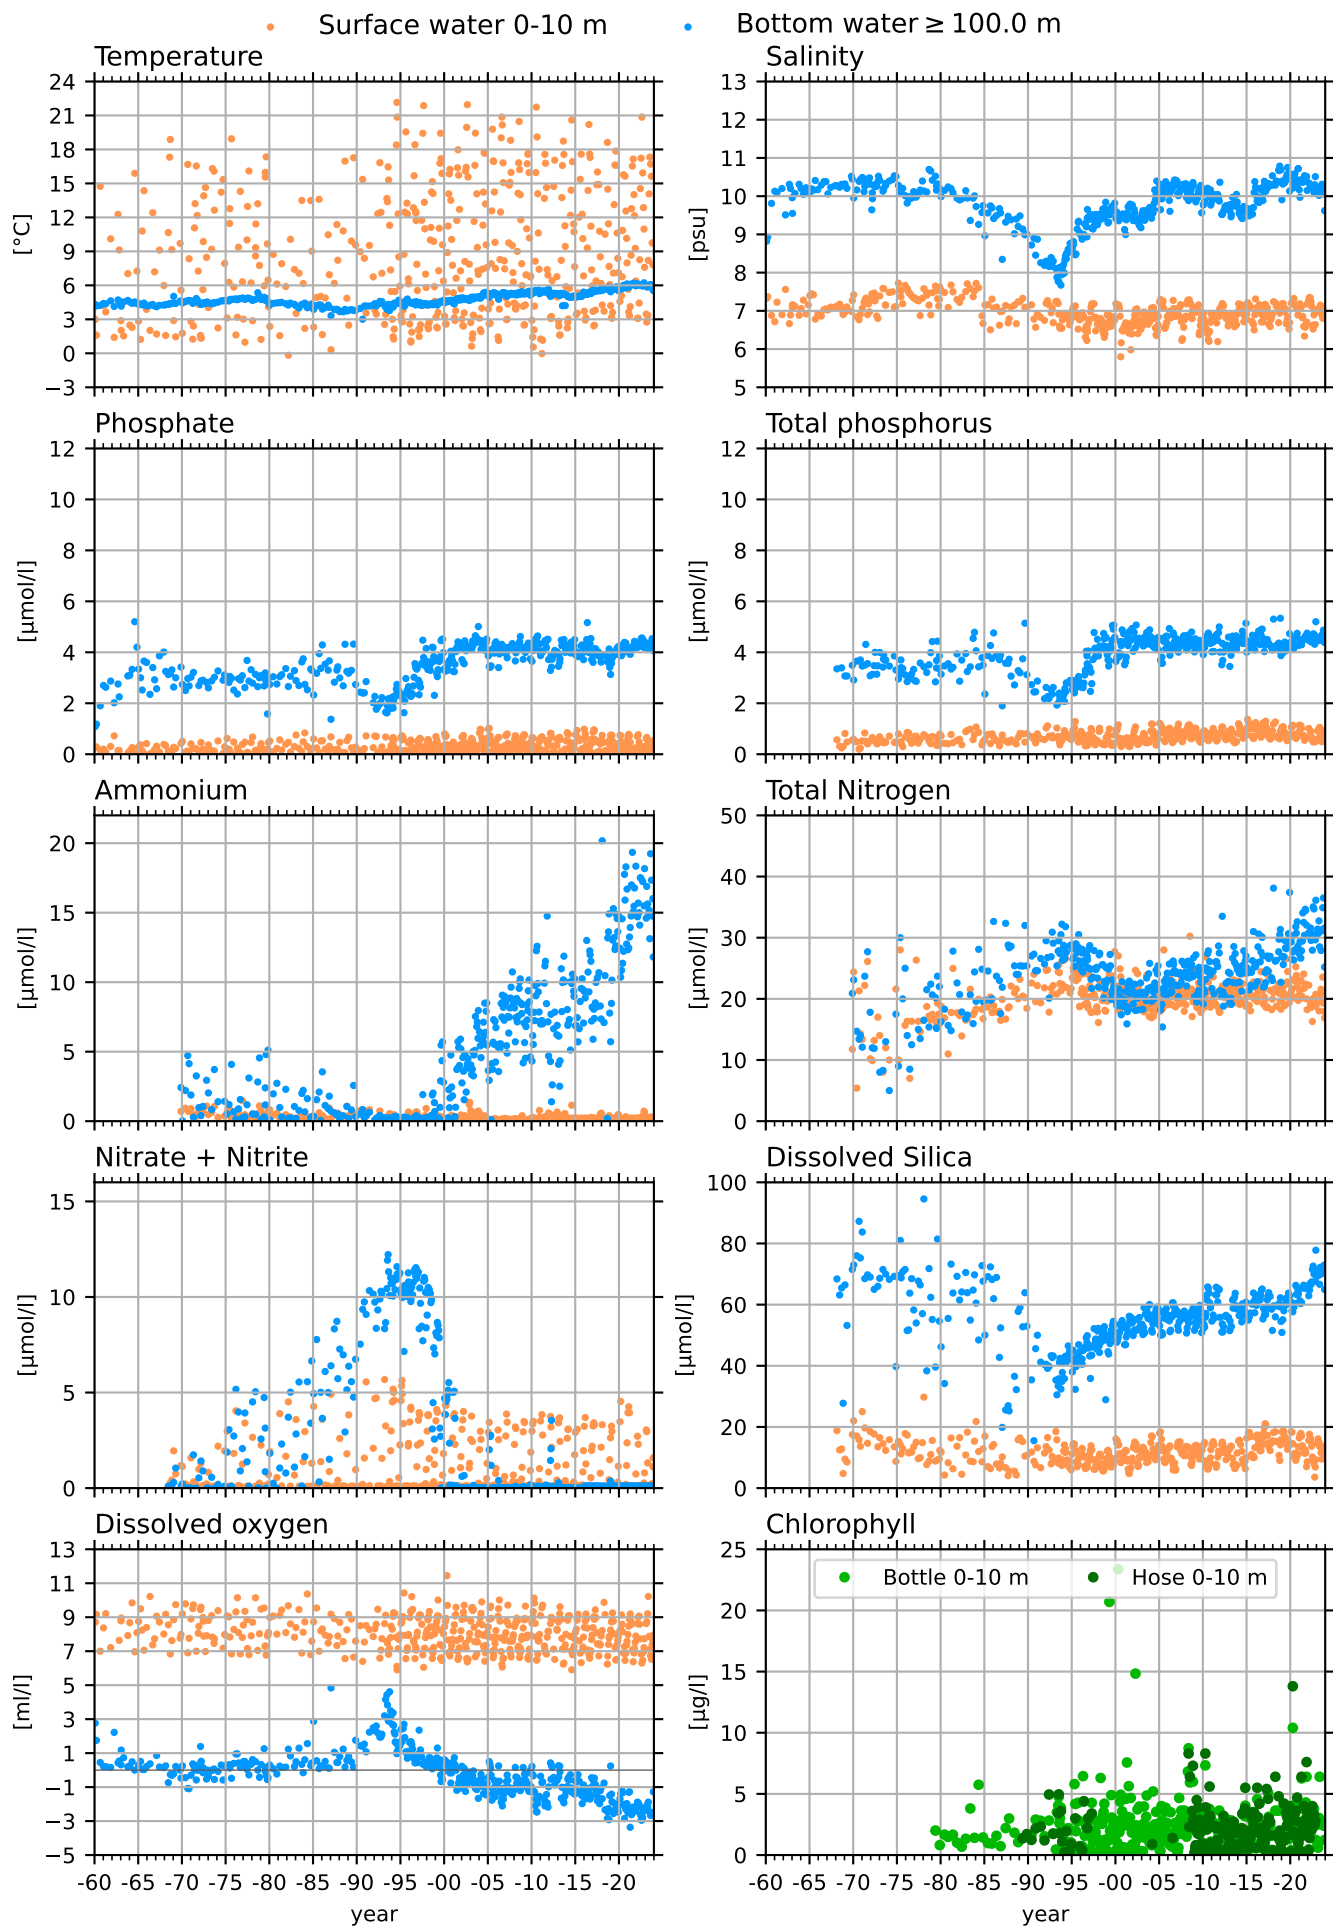 Surface water 0-10 m
Bottom water ≥ 100.0 m
Temperature
24
21
18
15
12
9
6
3
0
−3
[°C]
Salinity
13
12
11
10
9
8
7
6
5
[psu]
Phosphate
12
10
8
6
4
2
0
[µmol/l]
Total phosphorus
12
10
8
6
4
2
0
[µmol/l]
Ammonium
20
15
10
5
0
[µmol/l]
Total Nitrogen
50
40
30
20
10
0
[µmol/l]
Nitrate + Nitrite
15
10
5
0
[µmol/l]
Dissolved Silica
100
80
60
40
20
0
[µmol/l]
Dissolved oxygen
13
11
9
7
5
3
1
−1
−3
−5
[ml/l]
-60 -65 -70 -75 -80 -85 -90 -95 -00 -05 -10 -15 -20
year
Chlorophyll
Bottle 0-10 m
Hose 0-10 m
25
20
15
10
5
0
[µg/l]
-60 -65 -70 -75 -80 -85 -90 -95 -00 -05 -10 -15 -20
year